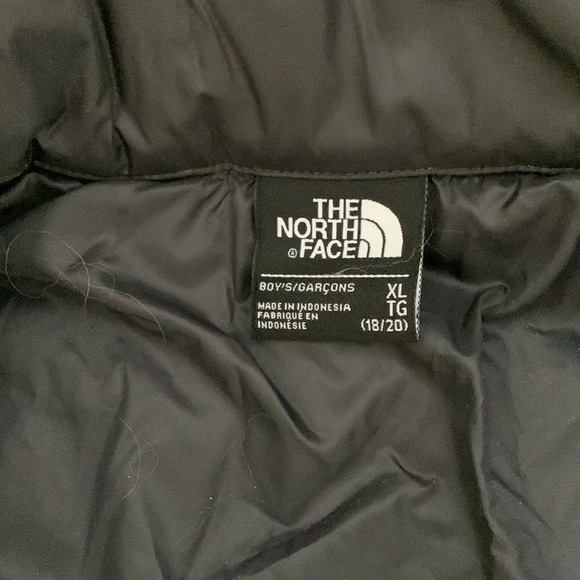 THE
NORTH
FACE
®
BOY'S/GARÇONS
XL
TG
(18/20)
MADE IN INDONESIA
FABRIQUÉ EN
INDONÉSIE